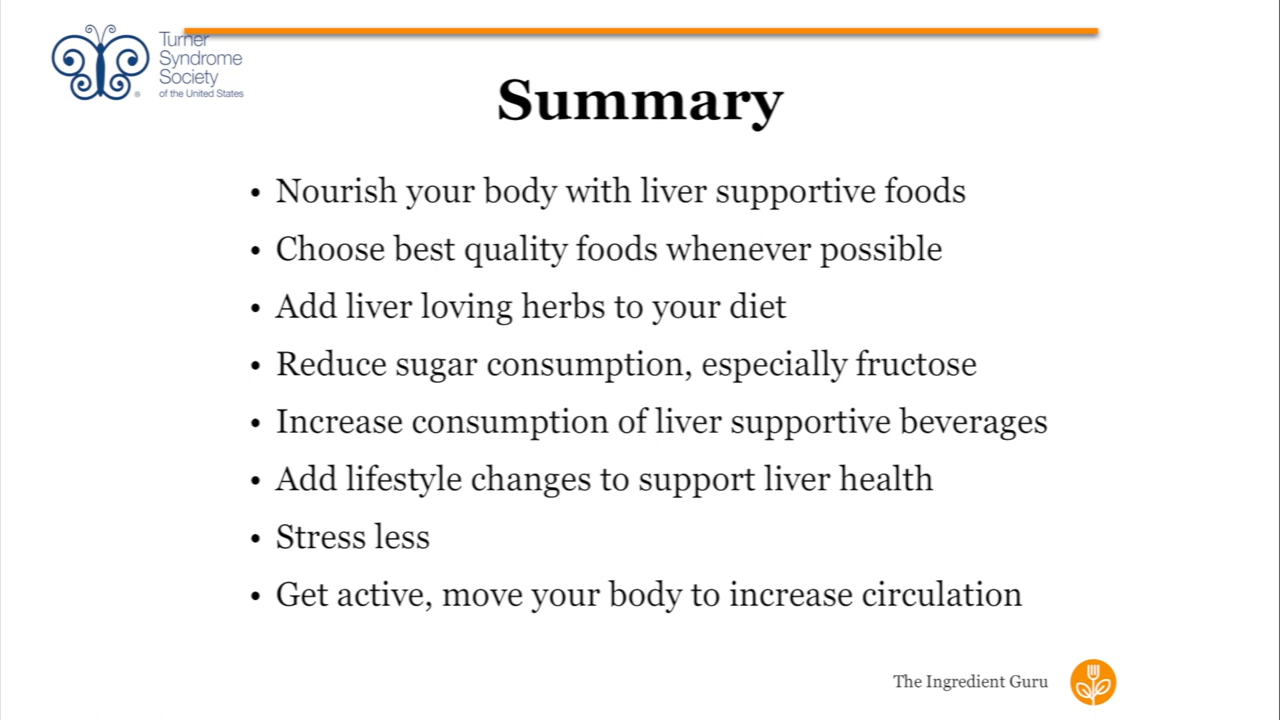 Turner
Syndrome
Society
of the United States
Summary
• Nourish your body with liver supportive foods
• Choose best quality foods whenever possible
• Add liver loving herbs to your diet
• Reduce sugar consumption, especially fructose
• Increase consumption of liver supportive beverages
• Add lifestyle changes to support liver health
• Stress less
• Get active, move your body to increase circulation
The Ingredient Guru